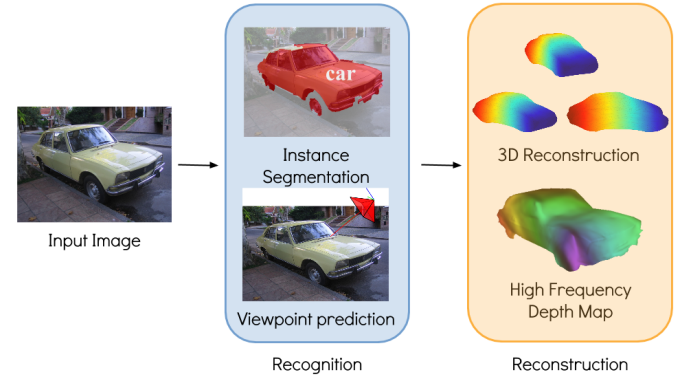 Input Image
car
Instance
Segmentation
Viewpoint prediction
Recognition
3D Reconstruction
High Frequency
Depth Map
Reconstruction